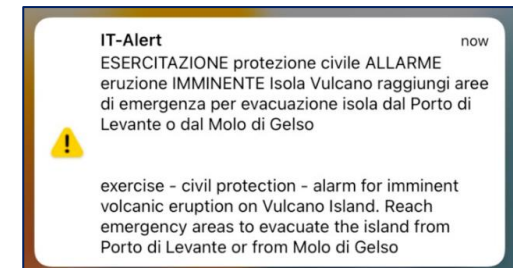 IT-Alert now
ESERCITAZIONE protezione civile ALLARME
eruzione IMMINENTE Isola Vulcano raggiungi aree
di emergenza per evacuazione isola dal Porto di
Levante o dal Molo di Gelso
exercise - civil protection - alarm for imminent
volcanic eruption on Vulcano Island. Reach
emergency areas to evacuate the island from
Porto di Levante or from Molo di Gelso